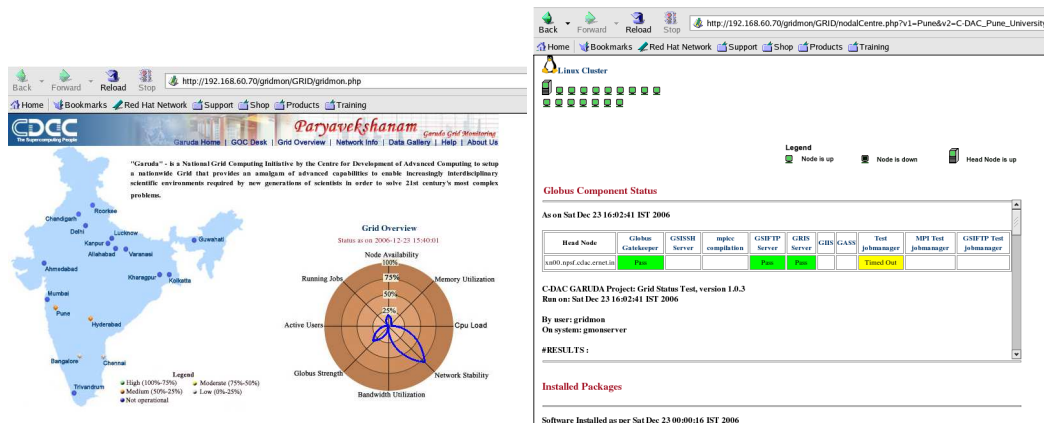 Back Forward Reload Stop http://192.168.60.70/gridmon/GRID/gridmon.php
Home Bookmarks Red Hat Network Support Shop Products Training
CDAC
The Supercomputing People
Paryavekshanam Garuda Grid Monitoring
Garuda Home | GOC Desk | Grid Overview | Network Info | Data Gallery | Help | About Us
"Garuda" - is a National Grid Computing Initiative by the Centre for Development of Advanced Computing to setup
a nationwide Grid that provides an amalgam of advanced capabilities to enable increasingly interdisciplinary
scientific environments required by new generations of scientists in order to solve 21st century's most complex
problems.
Roorkee
Chandigarh
Delhi
Lucknow
Kanpur
Guwahati
Allahabad Varanasi
Ahmedabad
Kharagpur
Kolkatta
Mumbai
Pune
Hyderabad
Bangalore
Chennai
Trivandrum
Legend
High (100%-75%) Moderate (75%-50%)
Medium (50%-25%) Low (0%-25%)
Not operational
Grid Overview
Status as on 2006-12-23 15:40:01
Node Availability
100%
75%
50%
25%
Running Jobs
Memory Utilization
Active Users
Cpu Load
Globus Strength
Network Stability
Bandwidth Utilization
Back Forward Reload Stop http://192.168.60.70/gridmon/GRID/nodalCentre.php?v1=Pune&v2=C-DAC_Pune_University
Home Bookmarks Red Hat Network Support Shop Products Training
Linux Cluster
Legend
Node is up Node is down Head Node is up
Globus Component Status
As on Sat Dec 23 16:02:41 IST 2006
Head Node Globus Gatekeeper GSISSH Server mpicc compilation GSIFTP Server GRIS Server GIIS GASS Test jobmanager MPI Test jobmanager GSIFTP Test jobmanager
xn00.npsf.cdac.ernet.in Pass Pass Pass Timed Out
C-DAC GARUDA Project: Grid Status Test, version 1.0.3
Run on: Sat Dec 23 16:02:41 IST 2006
By user: gridmon
On system: gmonserver
#RESULTS :
Installed Packages
Software Installed as per Sat Dec 23 00:00:16 IST 2006